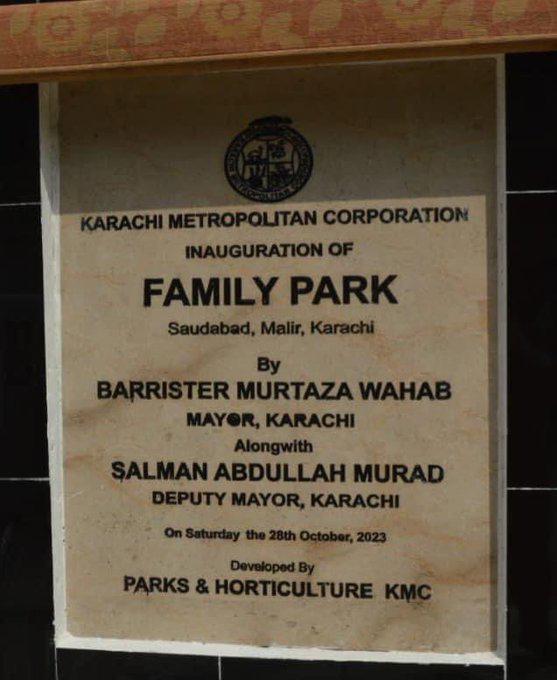 KARACHI METROPOLITAN CORPORATION
INAUGURATION OF
FAMILY PARK
Saudabad, Malir, Karachi
By
BARRISTER MURTAZA WAHAB
MAYOR, KARACHI
Alongwith
SALMAN ABDULLAH MURAD
DEPUTY MAYOR, KARACHI
On Saturday the 28th October, 2023
Developed By
PARKS & HORTICULTURE KMC